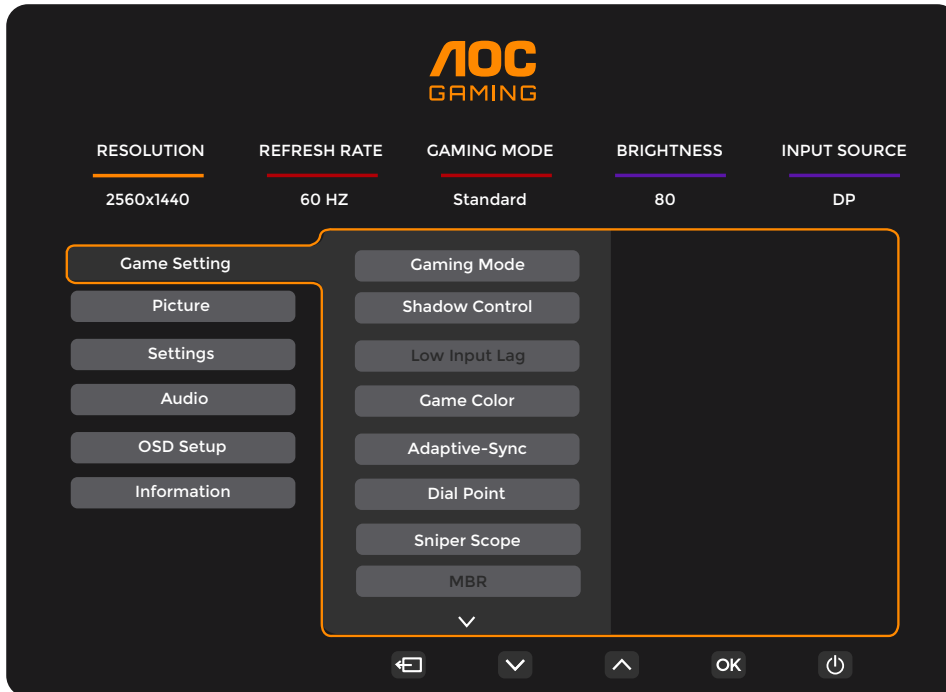 AOC
GAMING
RESOLUTION REFRESH RATE GAMING MODE BRIGHTNESS INPUT SOURCE
2560x1440 60 HZ Standard 80 DP
Game Setting
Picture
Settings
Audio
OSD Setup
Information
Gaming Mode
Shadow Control
Low Input Lag
Game Color
Adaptive-Sync
Dial Point
Sniper Scope
MBR
OK